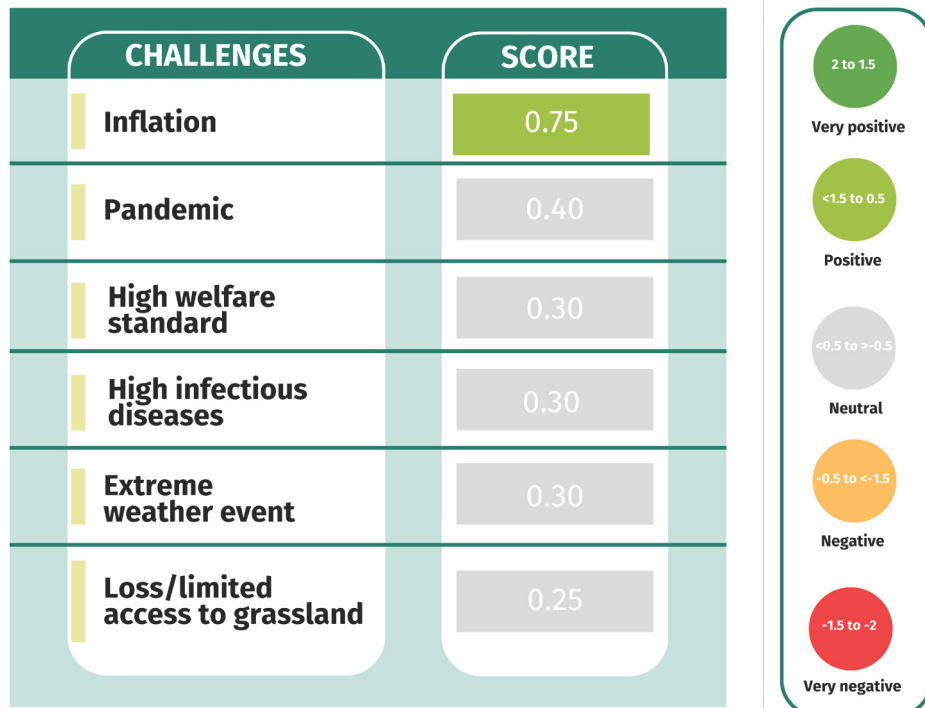 CHALLENGES
SCORE
Inflation
0.75
Pandemic
0.40
High welfare
standard
0.30
High infectious
diseases
0.30
Extreme
weather event
0.30
Loss/limited
access to grassland
0.25
2 to 1.5
Very positive
<1.5 to 0.5
Positive
<0.5 to >-0.5
Neutral
-0.5 to <-1.5
Negative
-1.5 to -2
Very negative